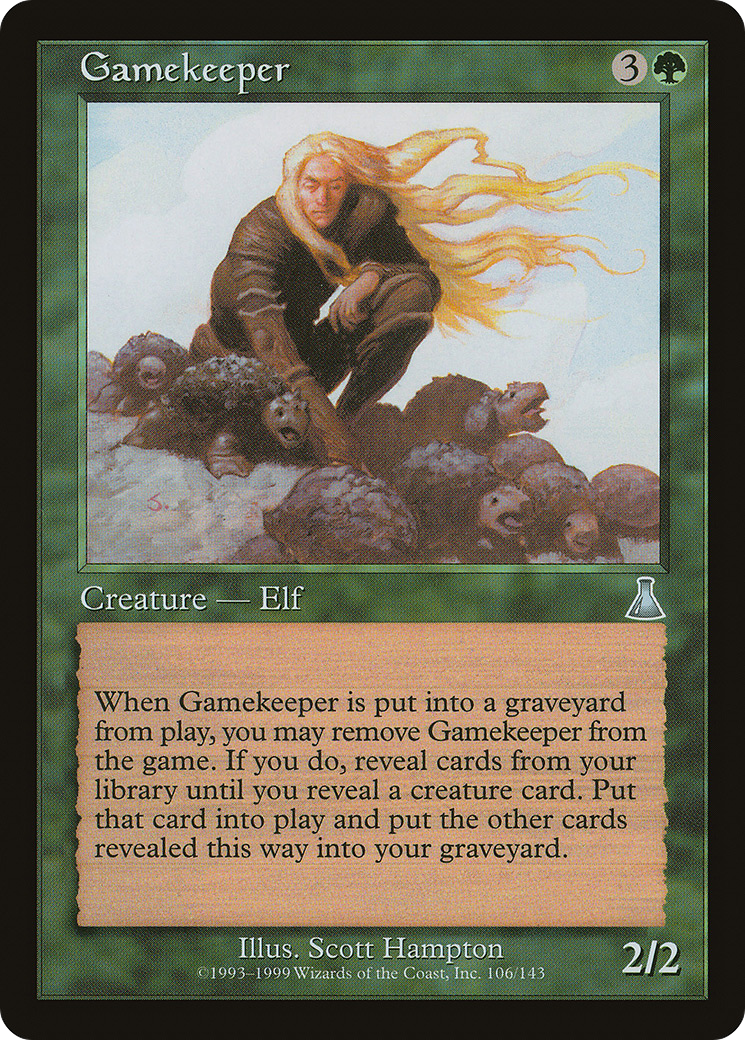 Gamekeeper 3
S.
Creature — Elf
When Gamekeeper is put into a graveyard
from play, you may remove Gamekeeper from
the game. If you do, reveal cards from your
library until you reveal a creature card. Put
that card into play and put the other cards
revealed this way into your graveyard.
Illus. Scott Hampton
©1993–1999 Wizards of the Coast, Inc. 106/143
2/2